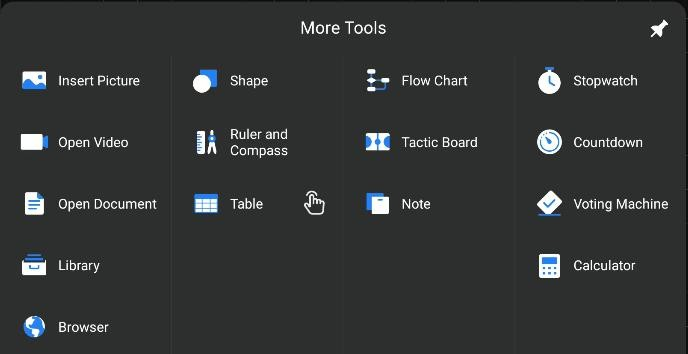 More Tools
Insert Picture
Shape
Flow Chart
Stopwatch
Open Video
Ruler and
Compass
Tactic Board
Countdown
Open Document
Table
Note
Voting Machine
Library
Calculator
Browser